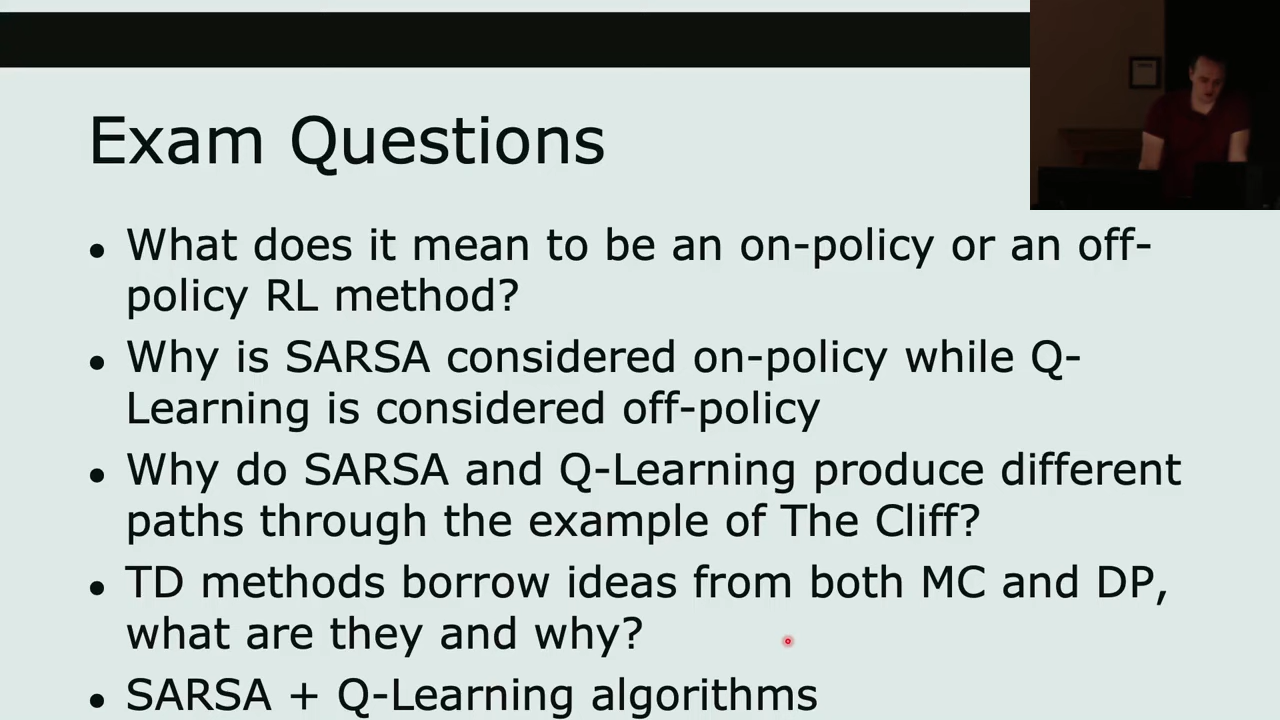 Exam Questions
• What does it mean to be an on-policy or an off-
policy RL method?
• Why is SARSA considered on-policy while Q-
Learning is considered off-policy
• Why do SARSA and Q-Learning produce different
paths through the example of The Cliff?
• TD methods borrow ideas from both MC and DP,
what are they and why?
• SARSA + Q-Learning algorithms